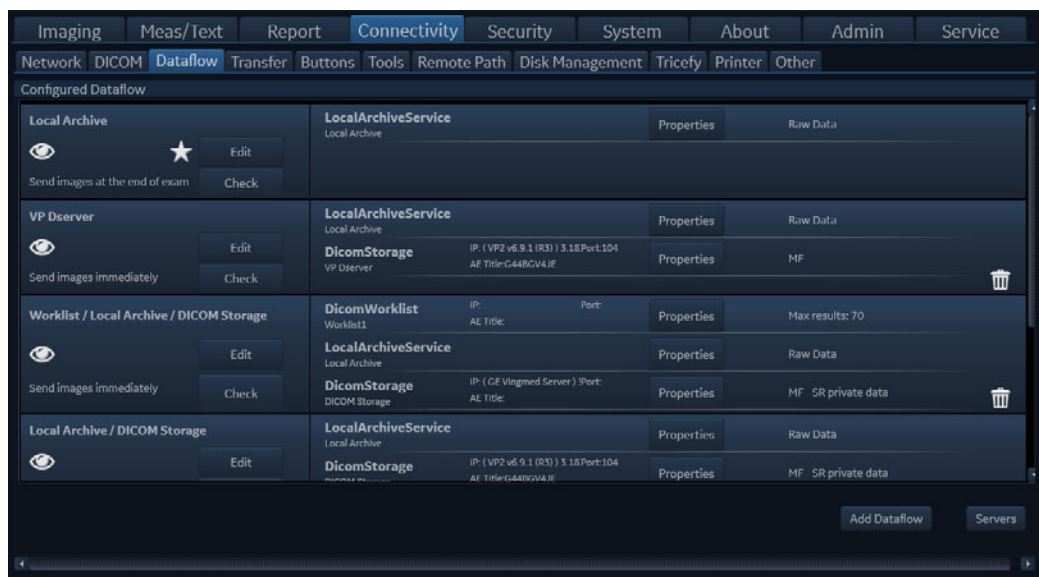 Imaging Meas/Text Report Connectivity Security System About Admin Service
Network DICOM Dataflow Transfer Buttons Tools Remote Path Disk Management Tricefy Printer Other
Configured Dataflow
Local Archive
Edit
Send images at the end of exam
Check
LocalArchiveService
Local Archive
Properties
Raw Data
VP Dserver
Edit
Send images immediately
Check
LocalArchiveService
Local Archive
Properties
Raw Data
DicomStorage
VP Dserver
IP: ( VP2 v6.9.1 (R3) ) 3.18 Port:104
AE Title:G44BGV4JE
Properties
MF
Worklist / Local Archive / DICOM Storage
Edit
Send images immediately
Check
DicomWorklist
Worklist1
IP: Port:
AE Title:
Properties
Max results: 70
LocalArchiveService
Local Archive
Properties
Raw Data
DicomStorage
DICOM Storage
IP: ( GE Vingmed Server ) Port:
AE Title:
Properties
MF SR private data
Local Archive / DICOM Storage
Edit
LocalArchiveService
Local Archive
Properties
Raw Data
DicomStorage
DICOM Storage
IP: ( VP2 v6.9.1 (R3) ) 3.18 Port:104
AE Title:G44BGV4JE
Properties
MF SR private data
Add Dataflow
Servers